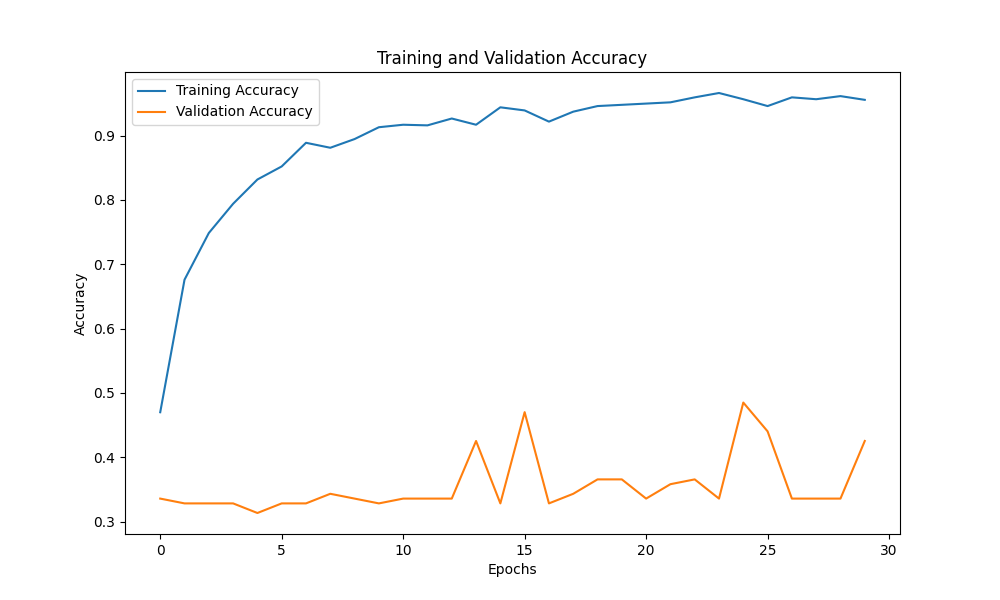 Training and Validation Accuracy
Training Accuracy
Validation Accuracy
0.9
0.8
0.7
0.6
0.5
0.4
0.3
Accuracy
0 5 10 15 20 25 30
Epochs